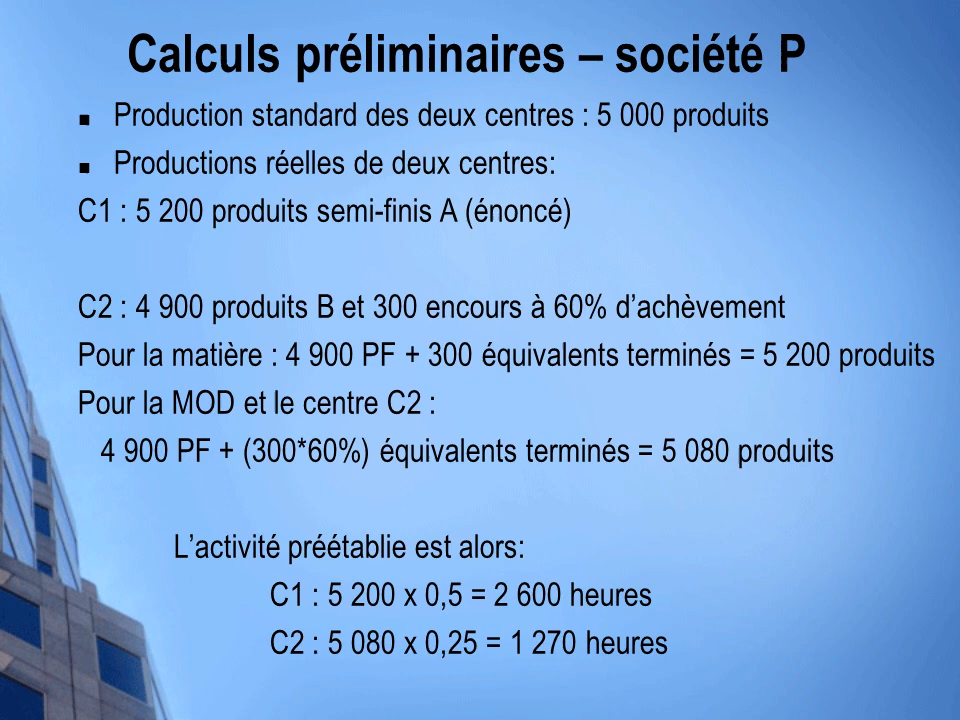 Calculs préliminaires – société P
■ Production standard des deux centres : 5 000 produits
■ Productions réelles de deux centres:
C1 : 5 200 produits semi-finis A (énoncé)
C2 : 4 900 produits B et 300 encours à 60% d’achèvement
Pour la matière : 4 900 PF + 300 équivalents terminés = 5 200 produits
Pour la MOD et le centre C2 :
4 900 PF + (300*60%) équivalents terminés = 5 080 produits
L’activité préétablie est alors:
C1 : 5 200 x 0,5 = 2 600 heures
C2 : 5 080 x 0,25 = 1 270 heures